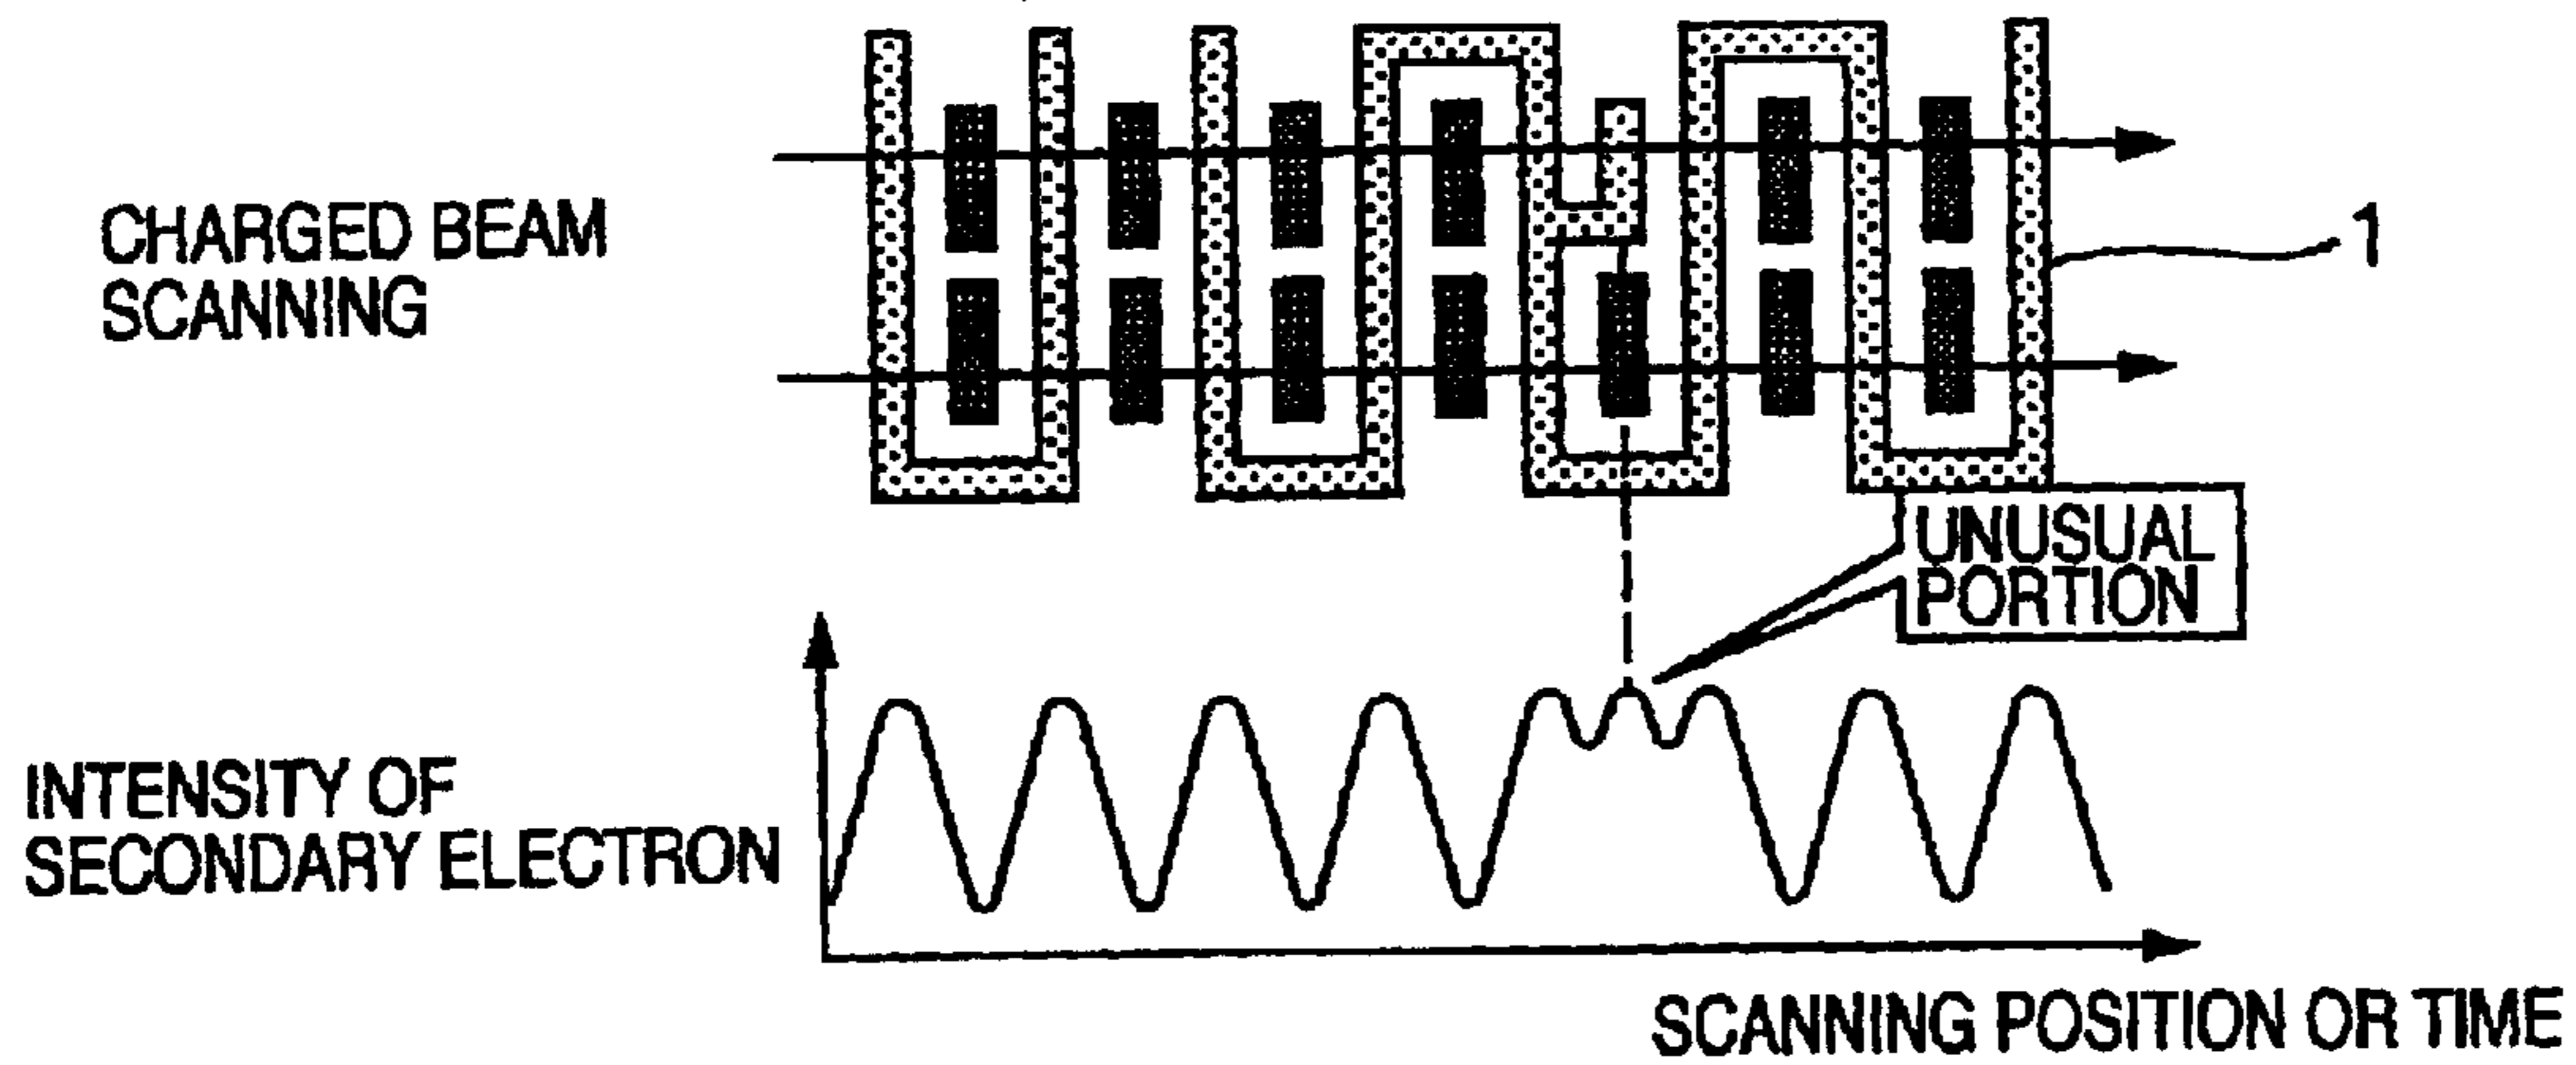 CHARGED BEAM
SCANNING
1
UNUSUAL
PORTION
INTENSITY OF
SECONDARY ELECTRON
SCANNING POSITION OR TIME